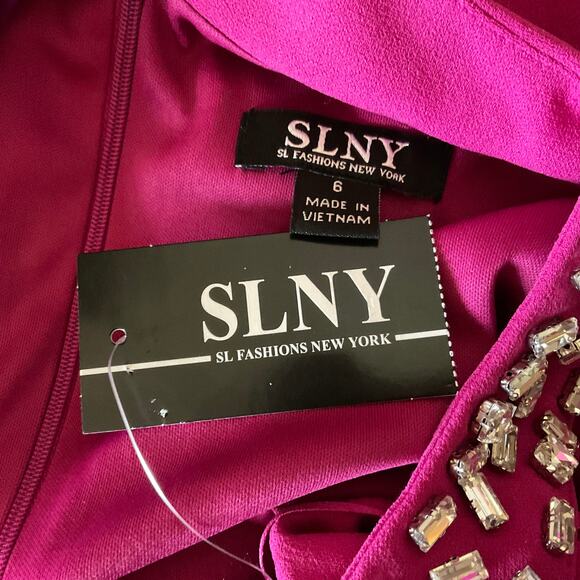 SLNY
SL FASHIONS NEW YORK
6
MADE IN
VIETNAM
SLNY
SL FASHIONS NEW YORK